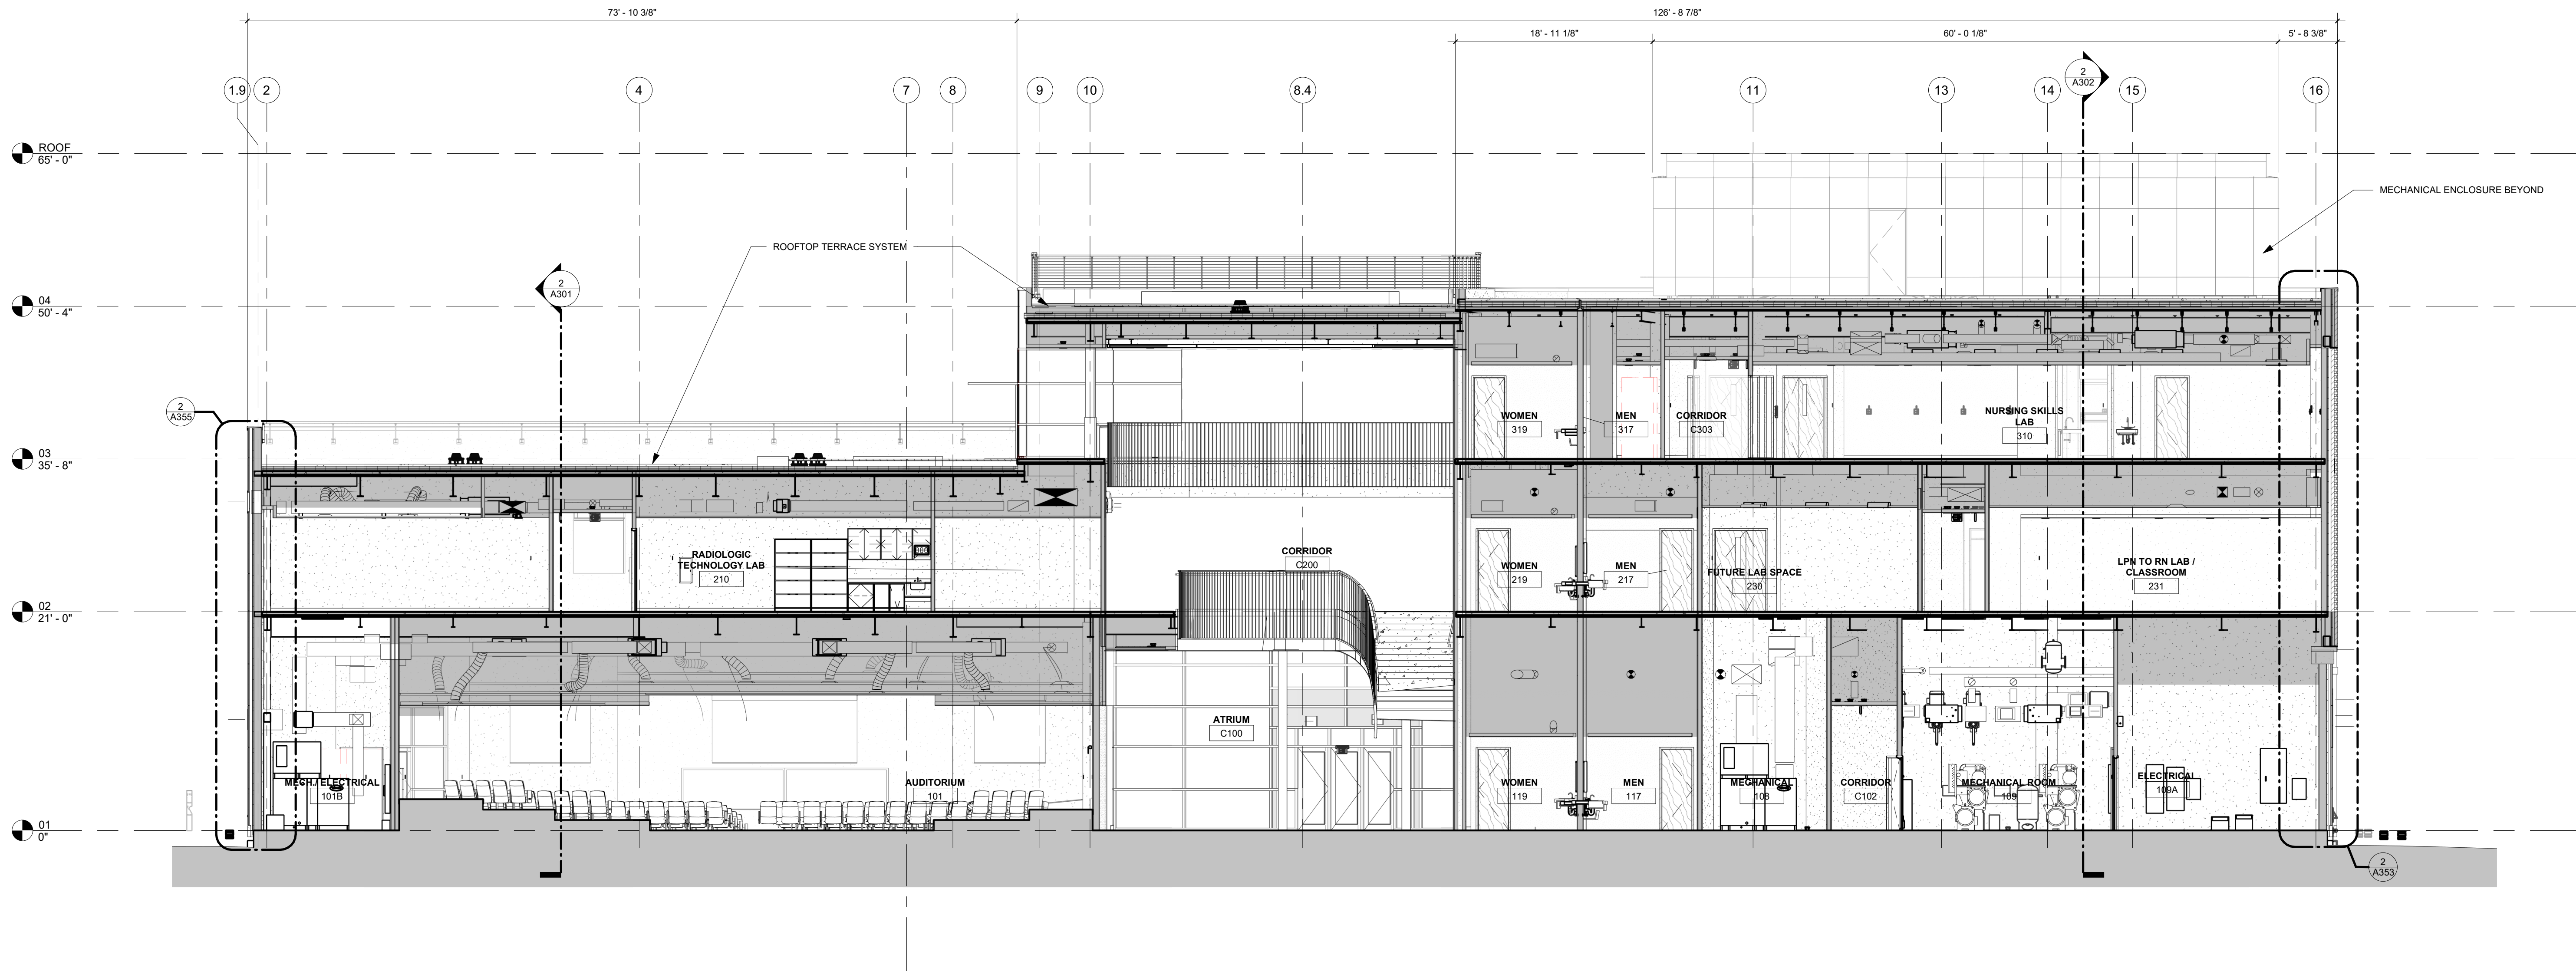 73' - 10 3/8"
126' - 8 7/8"
18' - 11 1/8"
60' - 0 1/8"
5' - 8 3/8"
1.9
2
4
7
8
9
10
8.4
11
13
14
15
16
2
A302
ROOF
65' - 0"
MECHANICAL ENCLOSURE BEYOND
ROOFTOP TERRACE SYSTEM
2
A301
04
50' - 4"
2
A355
WOMEN
319
MEN
317
CORRIDOR
C303
NURSING SKILLS
LAB
310
03
35' - 8"
RADIOLOGIC
TECHNOLOGY LAB
210
CORRIDOR
C200
WOMEN
219
MEN
217
FUTURE LAB SPACE
230
LPN TO RN LAB /
CLASSROOM
231
02
21' - 0"
ATRIUM
C100
MECH./ ELECTRICAL
101B
AUDITORIUM
101
WOMEN
119
MEN
117
MECHANICAL
108
CORRIDOR
C102
MECHANICAL ROOM
109
ELECTRICAL
109A
01
0"
2
A353